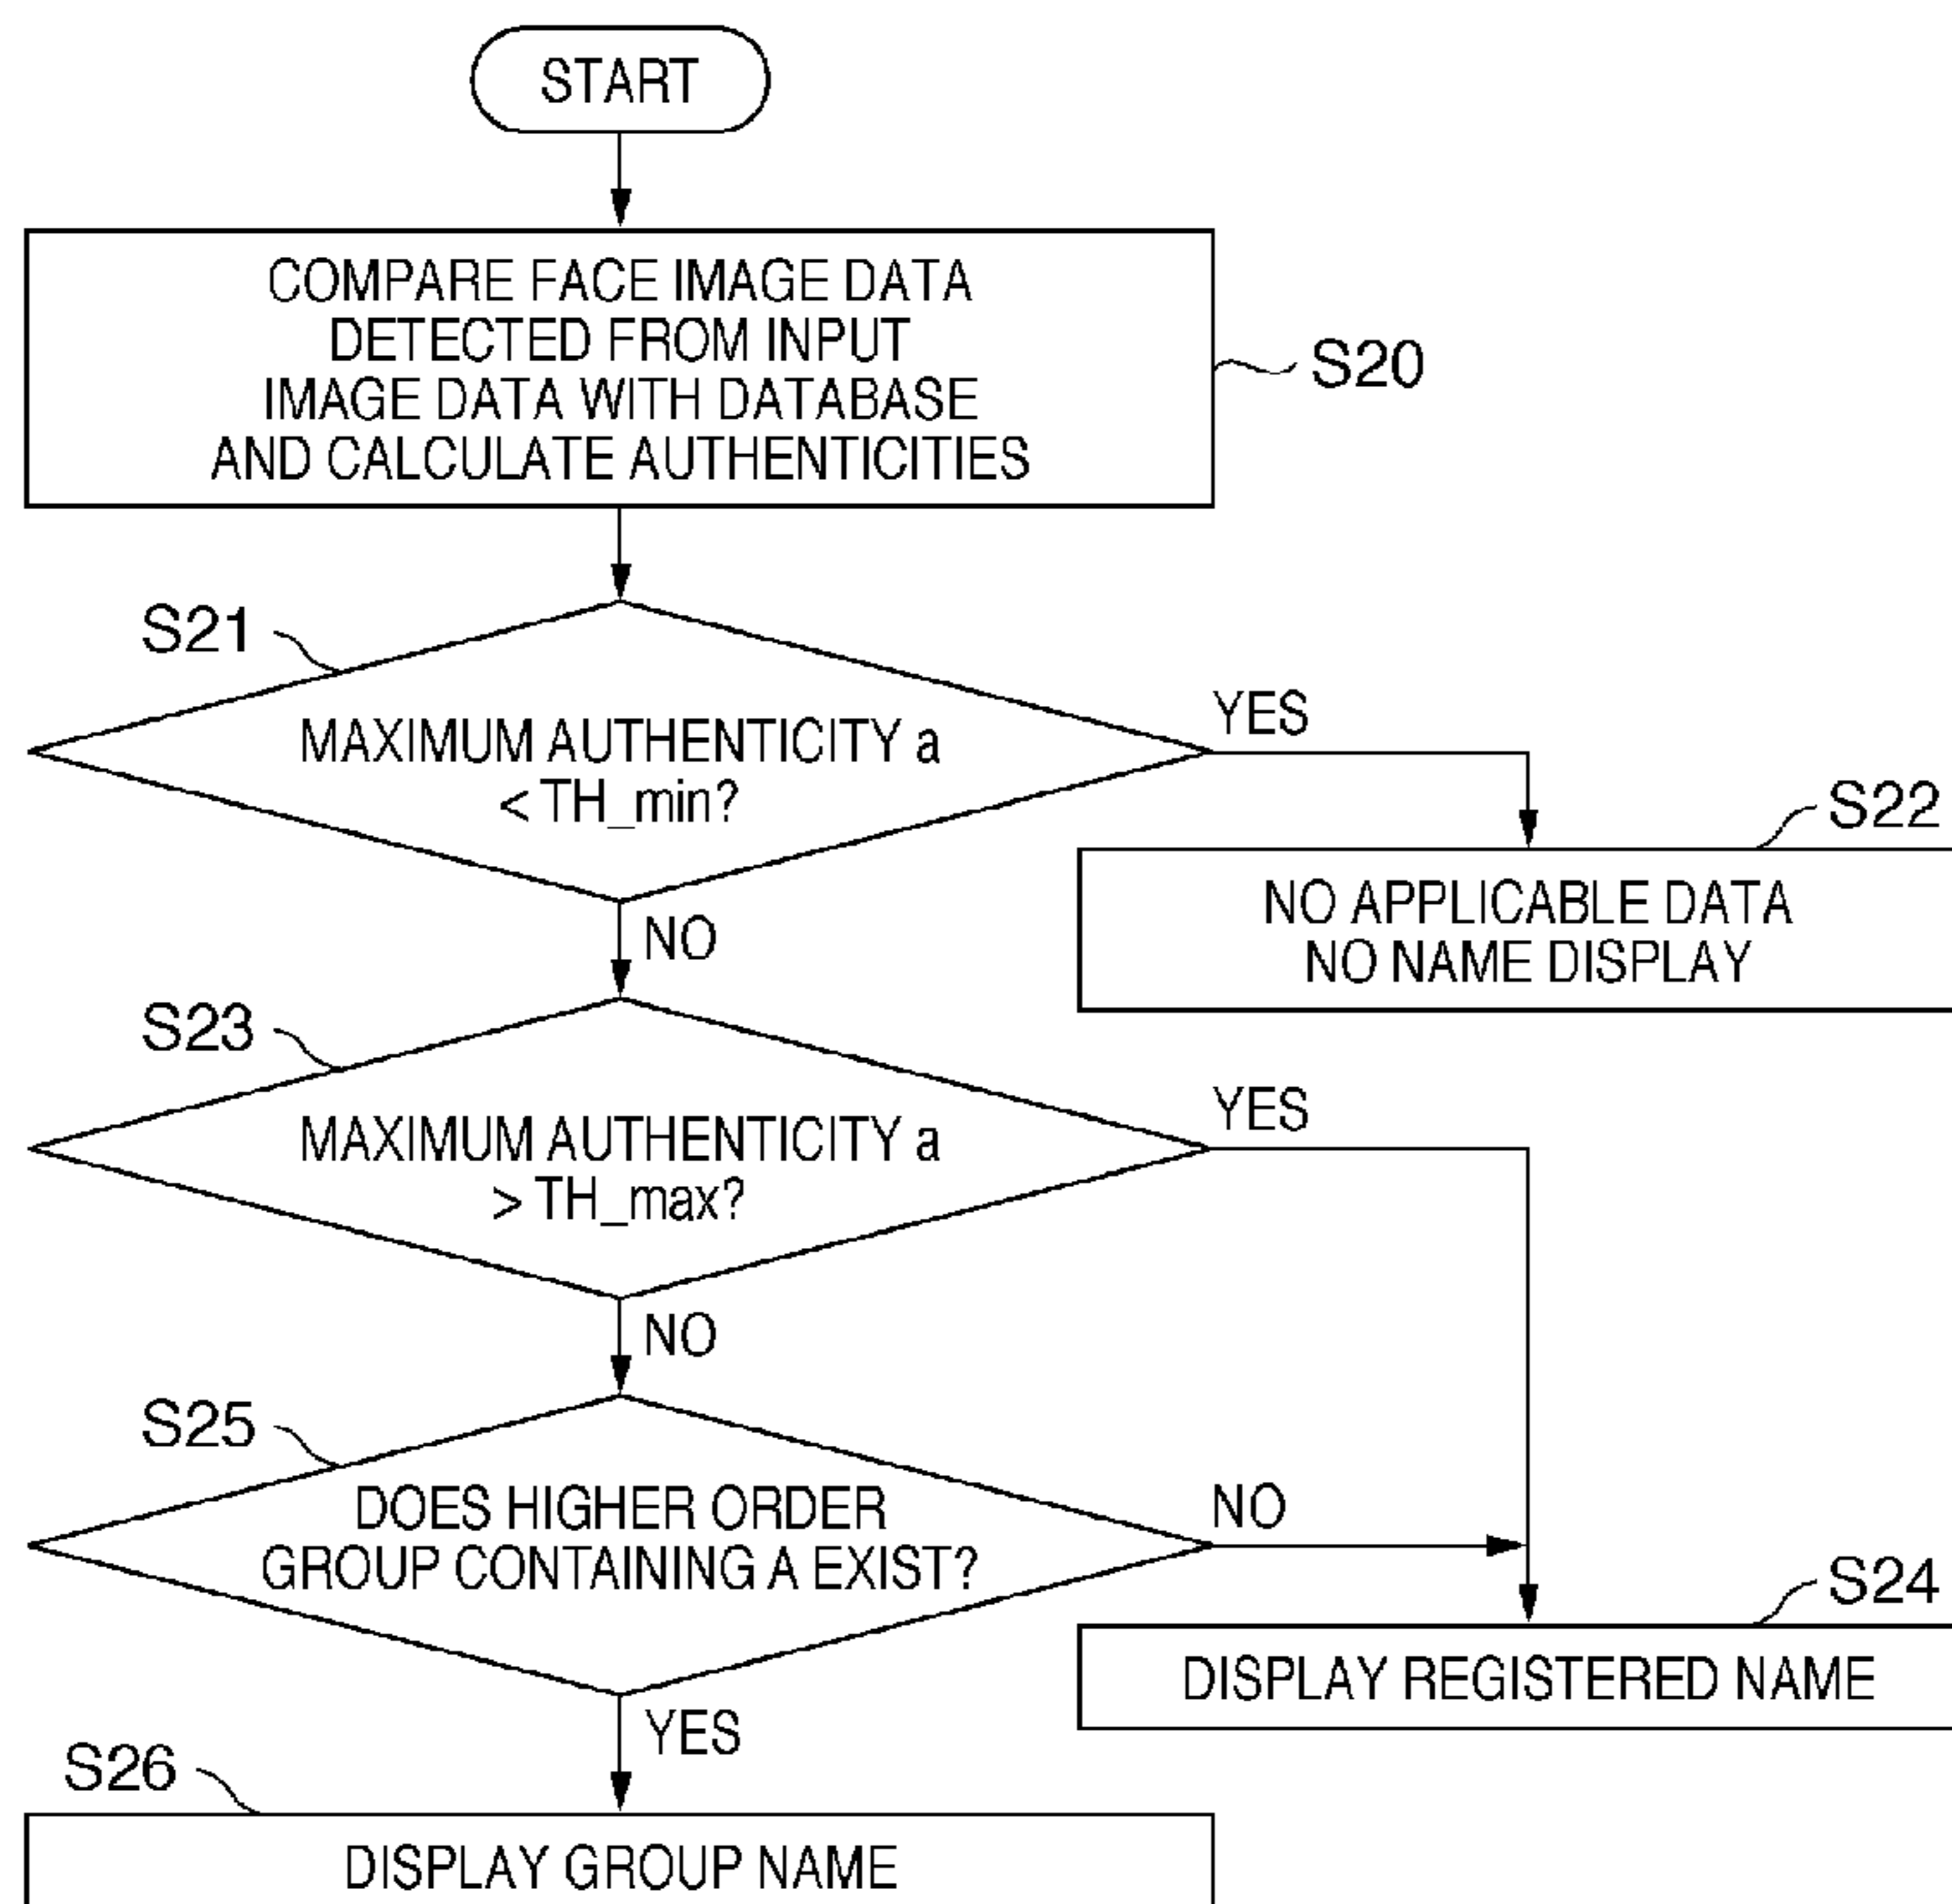 START
COMPARE FACE IMAGE DATA
DETECTED FROM INPUT
IMAGE DATA WITH DATABASE
AND CALCULATE AUTHENTICITIES
S20
S21
MAXIMUM AUTHENTICITY a
< TH_min?
YES
S22
NO APPLICABLE DATA
NO NAME DISPLAY
NO
S23
MAXIMUM AUTHENTICITY a
> TH_max?
YES
NO
S25
DOES HIGHER ORDER
GROUP CONTAINING A EXIST?
NO
S24
DISPLAY REGISTERED NAME
YES
S26
DISPLAY GROUP NAME